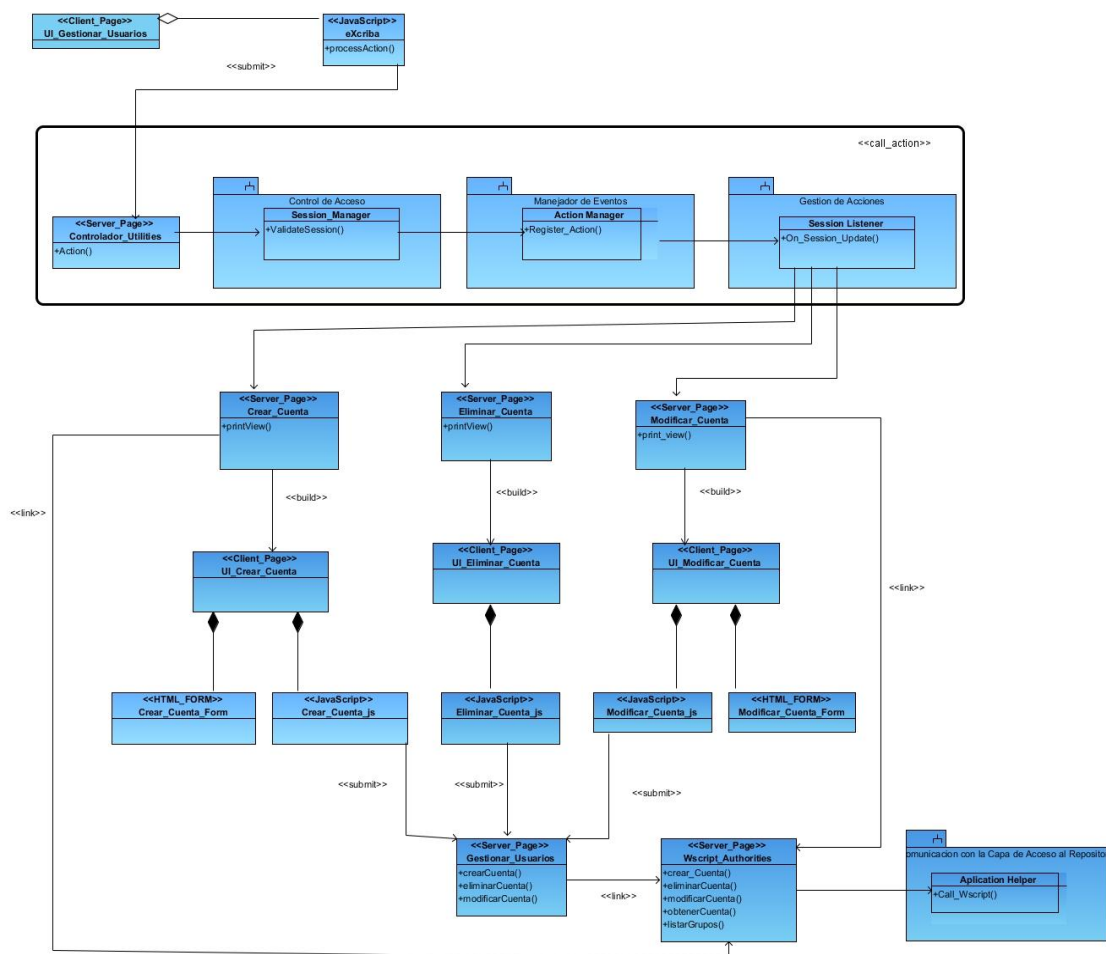 <<Client_Page>>
UI_Gestionar_Usuarios
<<JavaScript>>
eXcriba
+processAction()
<<submit>>
<<call_action>>
<<Server_Page>>
Controlador_Utilities
+Action()
Control de Acceso
Session_Manager
+ValidateSession()
Manejador de Eventos
Action Manager
+Register_Action()
Gestion de Acciones
Session Listener
+On_Session_Update()
<<Server_Page>>
Crear_Cuenta
+printView()
<<Server_Page>>
Eliminar_Cuenta
+printView()
<<Server_Page>>
Modificar_Cuenta
+print_view()
<<link>>
<<build>>
<<build>>
<<build>>
<<link>>
<<Client_Page>>
UI_Crear_Cuenta
<<Client_Page>>
UI_Eliminar_Cuenta
<<Client_Page>>
UI_Modificar_Cuenta
<<HTML_FORM>>
Crear_Cuenta_Form
<<JavaScript>>
Crear_Cuenta_js
<<JavaScript>>
Eliminar_Cuenta_js
<<JavaScript>>
Modificar_Cuenta_js
<<HTML_FORM>>
Modificar_Cuenta_Form
<<submit>>
<<submit>>
<<submit>>
<<Server_Page>>
Gestionar_Usuarios
+crearCuenta()
+eliminarCuenta()
+modificarCuenta()
<<link>>
<<Server_Page>>
Wscript_Authorities
+crear_Cuenta()
+eliminarCuenta()
+modificarCuenta()
+obtenerCuenta()
+listarGrupos()
omunicacion con la Capa de Acceso al Reposito
Aplication Helper
+Call_Wscript()